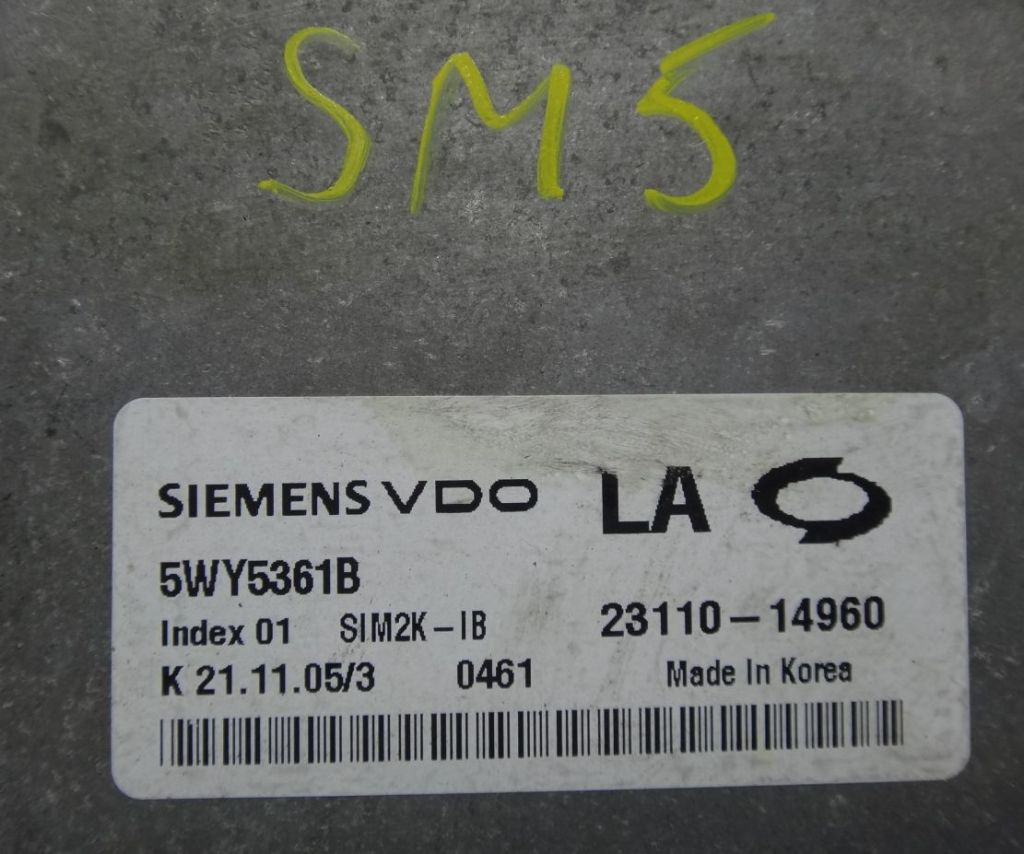 SM5
SIEMENS VDO LA
5WY5361B
Index 01 SIM2K-IB 23110-14960
K 21.11.05/3 0461 Made In Korea